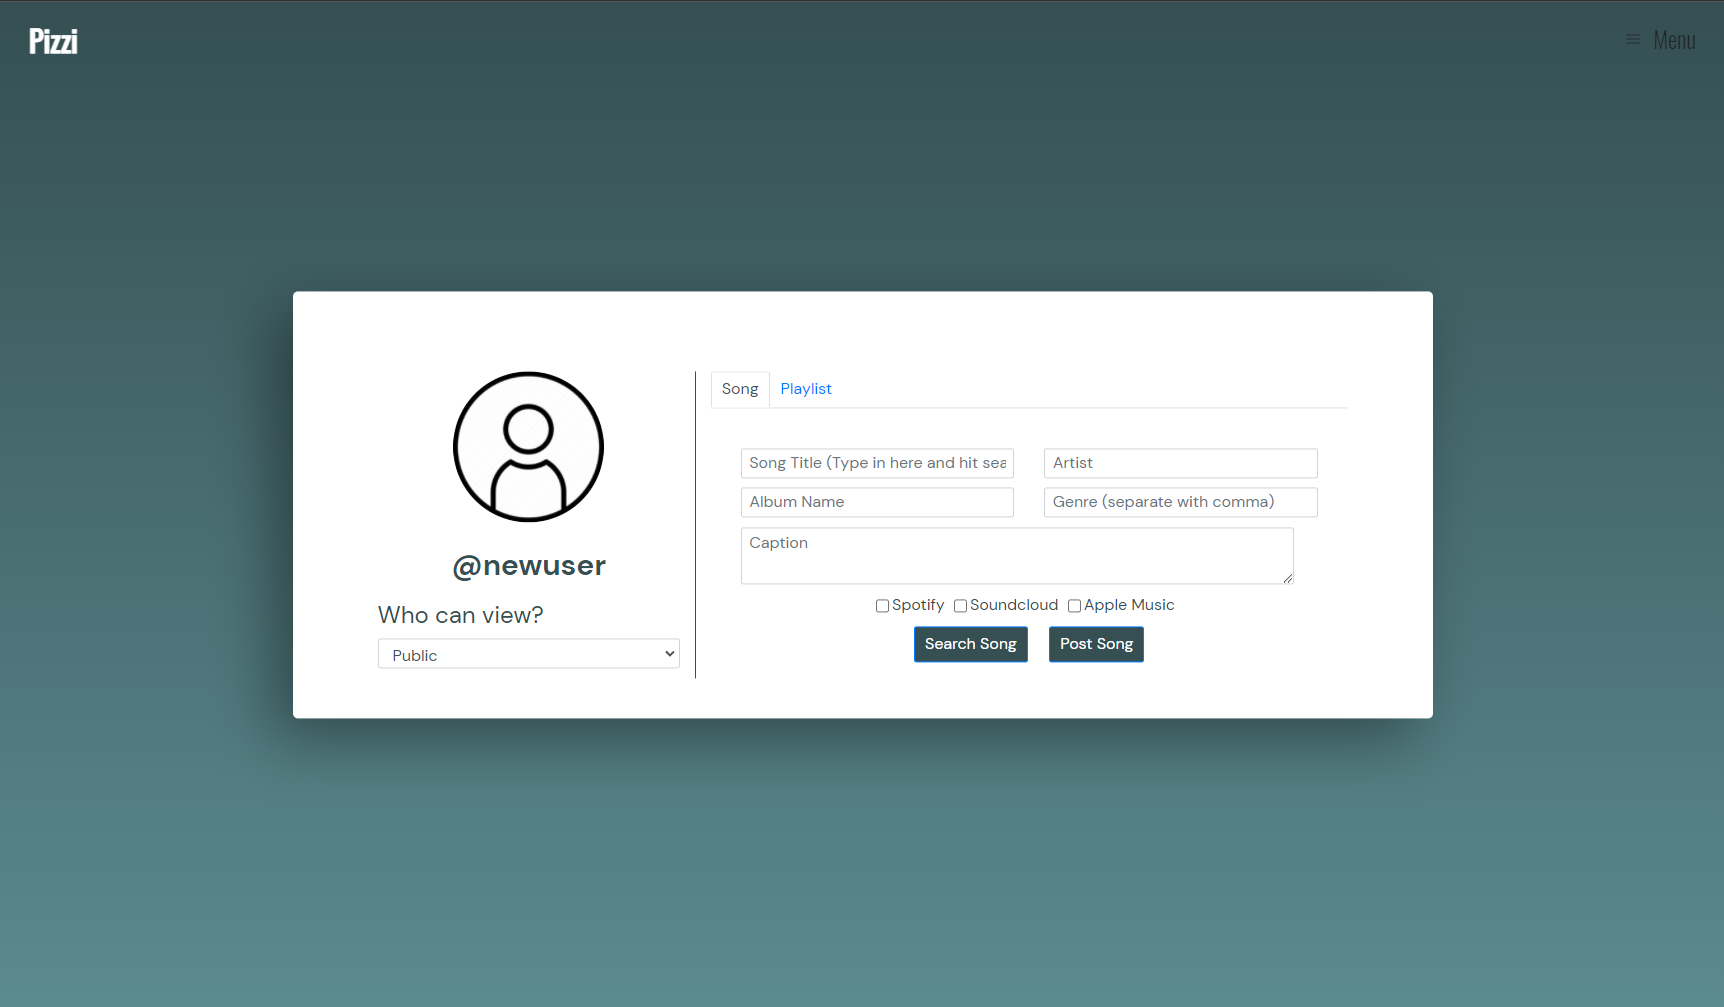 Pizzi
Menu
@newuser
Who can view?
Public
Song Playlist
Song Title (Type in here and hit sea
Artist
Album Name
Genre (separate with comma)
Caption
Spotify Soundcloud Apple Music
Search Song Post Song